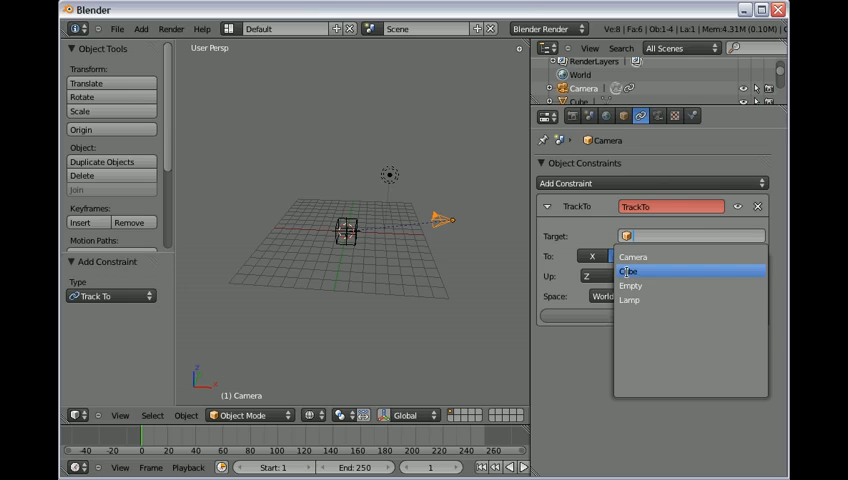 Blender
File Add Render Help Default Scene Blender Render Ve:8 | Fa:6 | Ob:1-4 | La:1 | Mem:4.31M (0.10M)
Object Tools
Transform:
Translate
Rotate
Scale
Origin
Object:
Duplicate Objects
Delete
Join
Keyframes:
Insert Remove
Motion Paths:
Add Constraint
Type
Track To
User Persp
(1) Camera
View Select Object Object Mode Global
-40 -20 0 20 40 60 80 100 120 140 160 180 200 220 240 260
View Frame Playback Start: 1 End: 250 1
View Search All Scenes
RenderLayers
World
Camera
Cube
Camera
Object Constraints
Add Constraint
TrackTo TrackTo
Target:
To: X
Up: Z
Space: World
Camera
Cube
Empty
Lamp